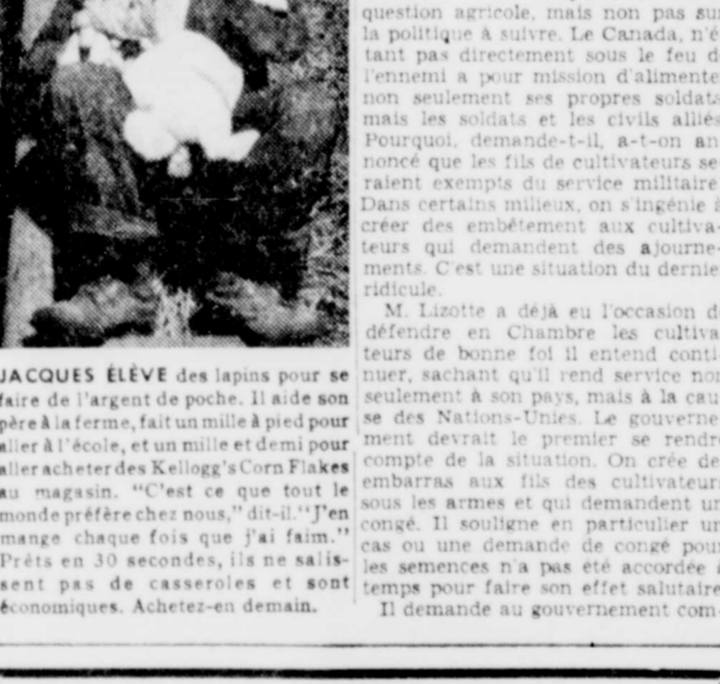 JACQUES ÉLÈVE des lapins pour se
faire de l'argent de poche. Il aide son
père à la ferme, fait un mille à pied pour
aller à l'école, et un mille et demi pour
aller acheter des Kellogg's Corn Flakes
au magasin. "C'est ce que tout le
monde préfère chez nous," dit-il. "J'en
mange chaque fois que j'ai faim."
Prêts en 30 secondes, ils ne salis-
sent pas de casseroles et sont
économiques. Achetez-en demain.
question agricole, mais non pas sur
la politique à suivre. Le Canada, n'é
tant pas directement sous le feu d
l'ennemi a pour mission d'alimente
non seulement ses propres soldats
mais les soldats et les civils alliés
Pourquoi, demande-t-il, a-t-on an
noncé que les fils de cultivateurs se
raient exempts du service militaire
Dans certains milieux, on s'ingénie à
créer des embêtement aux cultiva-
teurs qui demandent des ajourne-
ments. C'est une situation du dernie
ridicule.
M. Lizotte a déjà eu l'occasion d
défendre en Chambre les cultiva
teurs de bonne foi il entend conti
nuer, sachant qu'il rend service non
seulement à son pays, mais à la cau
se des Nations-Unies. Le gouverne
ment devrait le premier se rendre
compte de la situation. On crée de
embarras aux fils des cultivateurs
sous les armes et qui demandent un
congé. Il souligne en particulier un
cas ou une demande de congé pour
les semences n'a pas été accordée à
temps pour faire son effet salutaire
Il demande au gouvernement com-